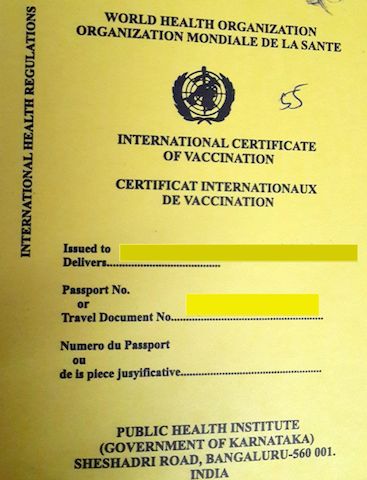 WORLD HEALTH ORGANIZATION
ORGANIZATION MONDIALE DE LA SANTE
INTERNATIONAL HEALTH REGULATIONS
55
INTERNATIONAL CERTIFICATE
OF VACCINATION
CERTIFICAT INTERNATIONAUX
DE VACCINATION
Issued to
Delivers......................................
Passport No.
or
Travel Document No.....................................................
Numero du Passport
ou
de is piece jusyificative.................................................
PUBLIC HEALTH INSTITUTE
(GOVERNMENT OF KARNATAKA)
SHESHADRI ROAD, BANGALURU-560 001.
INDIA